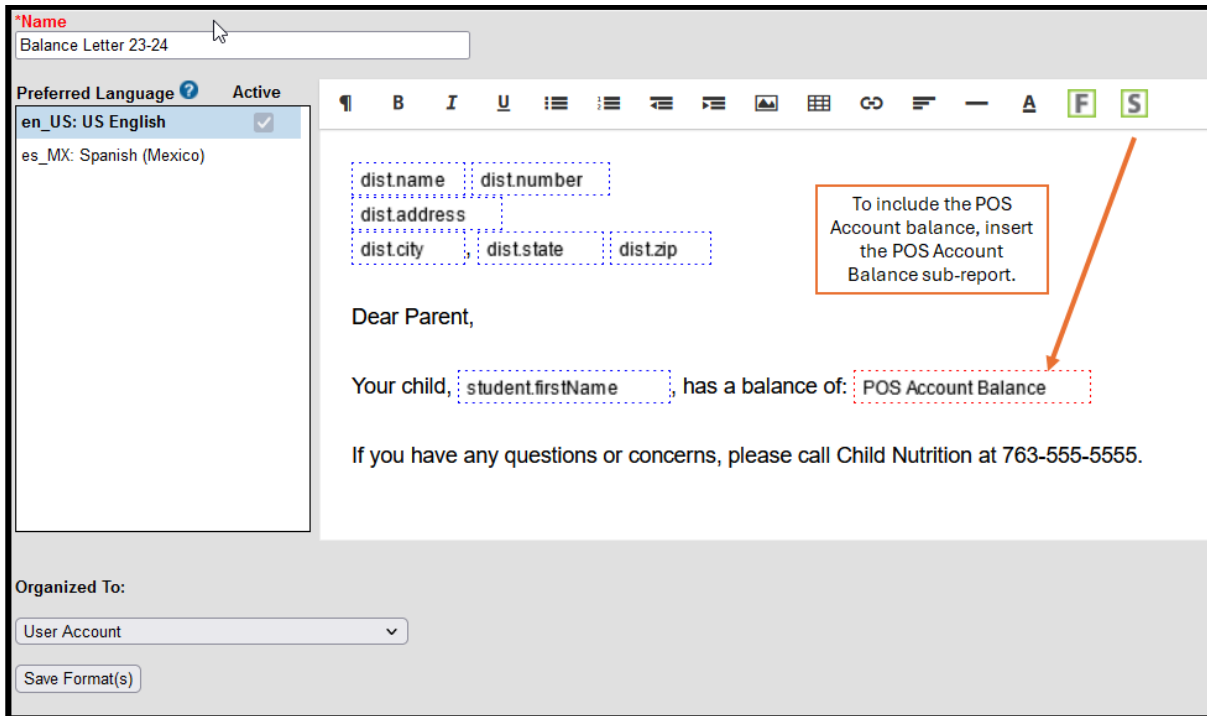 *Name
Balance Letter 23-24
Preferred Language ? Active
en_US: US English
es_MX: Spanish (Mexico)
¶ B I U A F S
dist.name dist.number
dist.address
dist.city , dist.state dist.zip
To include the POS
Account balance, insert
the POS Account
Balance sub-report.
Dear Parent,
Your child, student.firstName , has a balance of: POS Account Balance
If you have any questions or concerns, please call Child Nutrition at 763-555-5555.
Organized To:
User Account
Save Format(s)